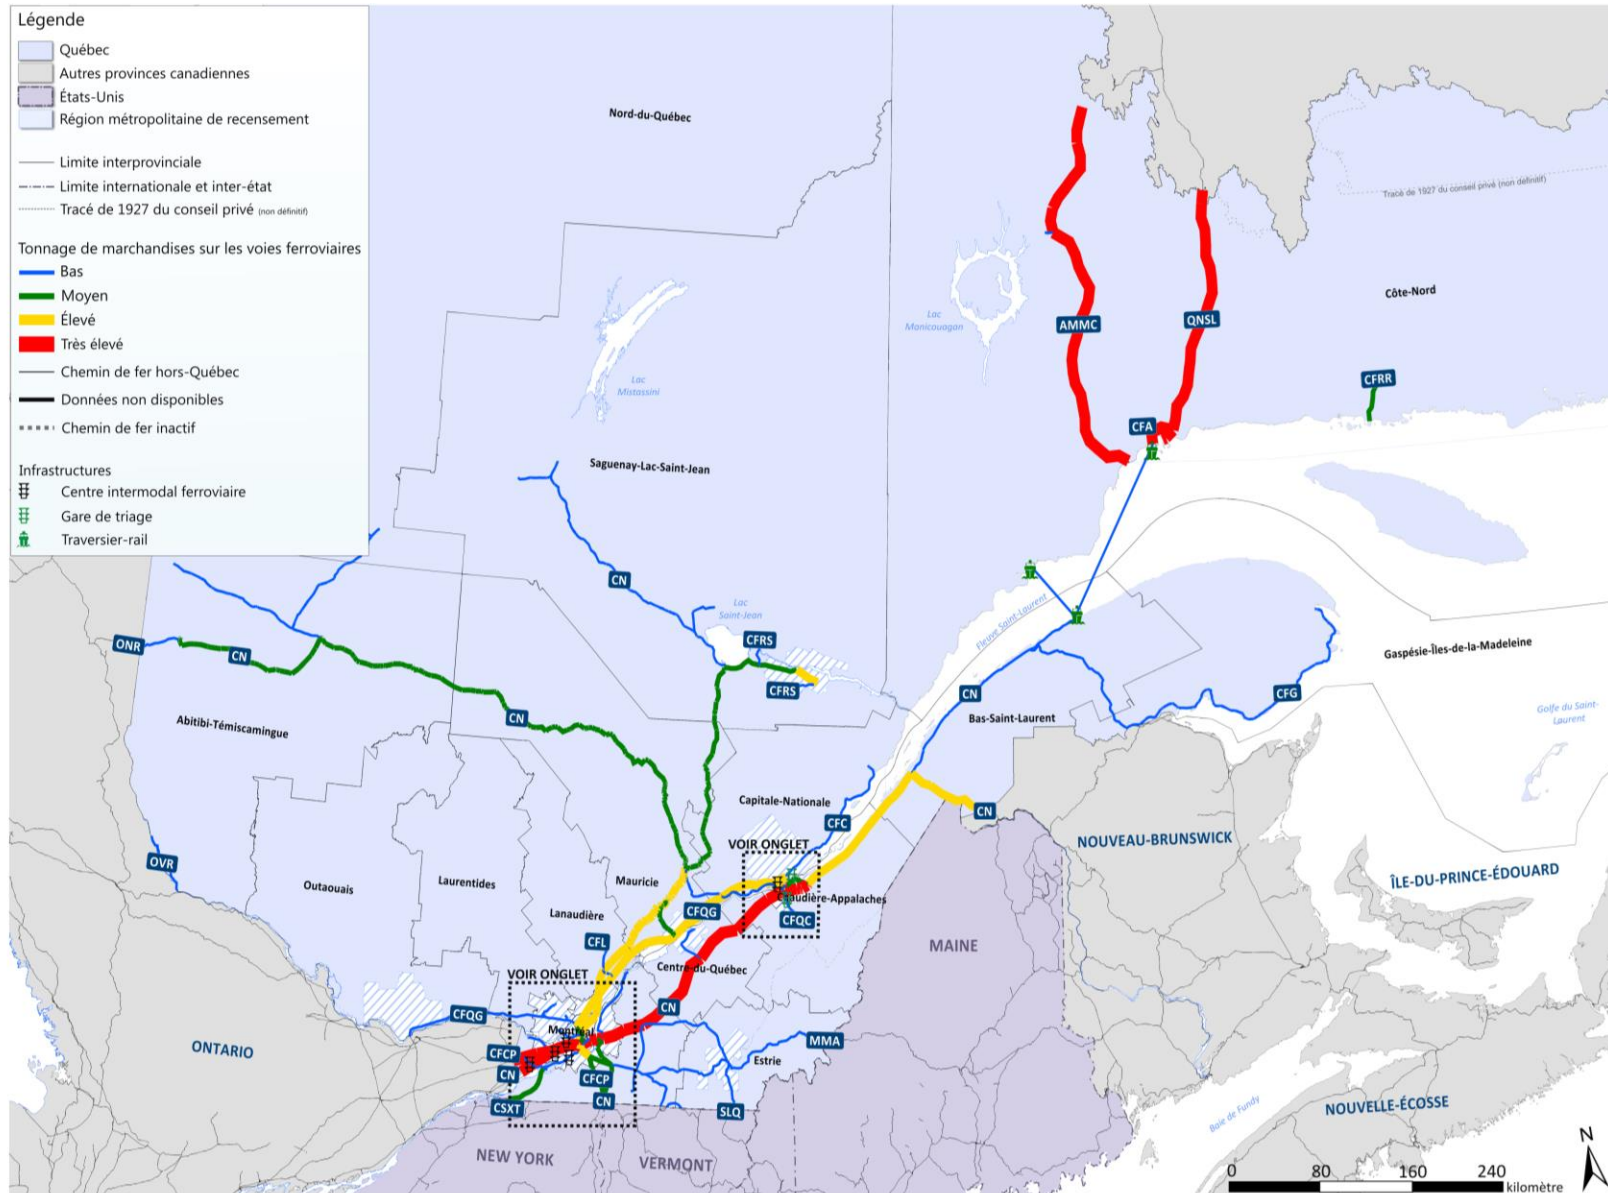 Légende
Québec
Autres provinces canadiennes
États-Unis
Région métropolitaine de recensement
Limite interprovinciale
Limite internationale et inter-état
Tracé de 1927 du conseil privé (non définitif)
Tonnage de marchandises sur les voies ferroviaires
Bas
Moyen
Élevé
Très élevé
Chemin de fer hors-Québec
Données non disponibles
Chemin de fer inactif
Infrastructures
Centre intermodal ferroviaire
Gare de triage
Traversier-rail
Nord-du-Québec
Tracé de 1927 du conseil privé (non définitif)
Côte-Nord
Lac
Manicouagan
AMMC
QNSL
Lac
Mistassini
CFRR
CFA
Saguenay-Lac-Saint-Jean
CN
Lac
Saint-Jean
Fleuve Saint-Laurent
ONR
CN
CFRS
CFRS
Gaspésie-Îles-de-la-Madeleine
CN
CFG
CN
Bas-Saint-Laurent
Golfe du Saint-
Laurent
Abitibi-Témiscamingue
Capitale-Nationale
CFC
CN
VOIR ONGLET
NOUVEAU-BRUNSWICK
OVR
Outaouais
Laurentides
Mauricie
ÎLE-DU-PRINCE-ÉDOUARD
Chaudière-Appalaches
Lanaudière
CFQG
CFQC
CFL
MAINE
VOIR ONGLET
Centre-du-Québec
CN
CFQG
Montréal
MMA
ONTARIO
CFCP
Estrie
CN
CFCP
CSXT
CN
SLQ
NOUVELLE-ÉCOSSE
Baie de Fundy
NEW YORK
VERMONT
N
0 80 160 240
kilomètre